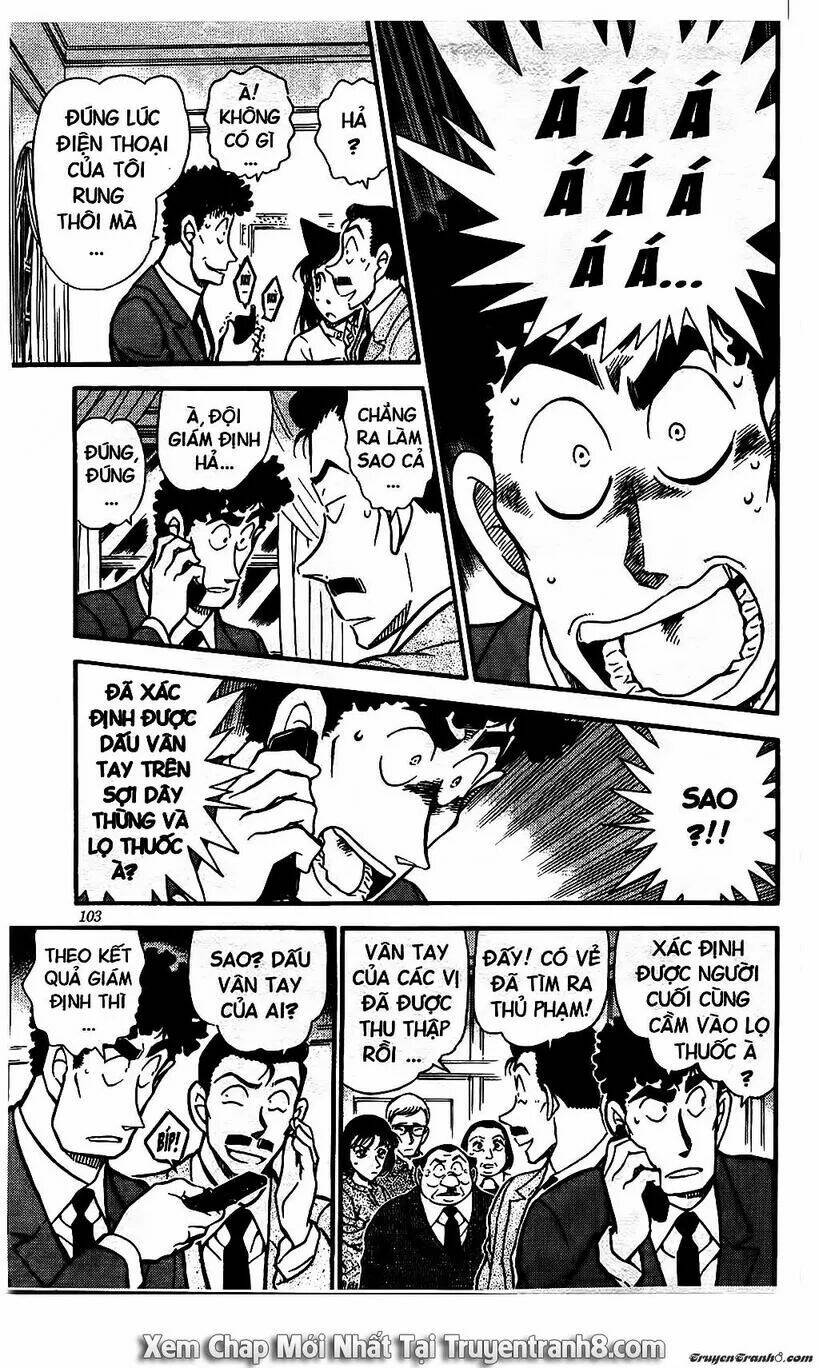 Á Á Á
Á Á Á
Á Á...
HẢ
?
À!
KHÔNG
CÓ GÌ
...
ĐÚNG LÚC
ĐIỆN THOẠI
CỦA TÔI
RUNG
THÔI MÀ
...
CHẲNG
RA LÀM
SAO CẢ
À, ĐỘI
GIÁM ĐỊNH
HẢ...
ĐÚNG,
ĐÚNG
...
SAO
?!!
ĐÃ XÁC
ĐỊNH ĐƯỢC
DẤU VÂN
TAY TRÊN
SỢI DÂY
THỪNG VÀ
LỌ THUỐC
À?
103
XÁC ĐỊNH
ĐƯỢC NGƯỜI
CUỐI CÙNG
CẦM VÀO LỌ
THUỐC À
?
ĐẤY! CÓ VẺ
ĐÃ TÌM RA
THỦ PHẠM!
VÂN TAY
CỦA CÁC VỊ
ĐÃ ĐƯỢC
THU THẬP
RỒI ...
SAO? DẤU
VÂN TAY
CỦA AI?
THEO KẾT
QUẢ GIÁM
ĐỊNH THÌ
...
BÍP!
Xem Chap Mới Nhất Tại Truyentranh8.com
TruyenTranh8.com